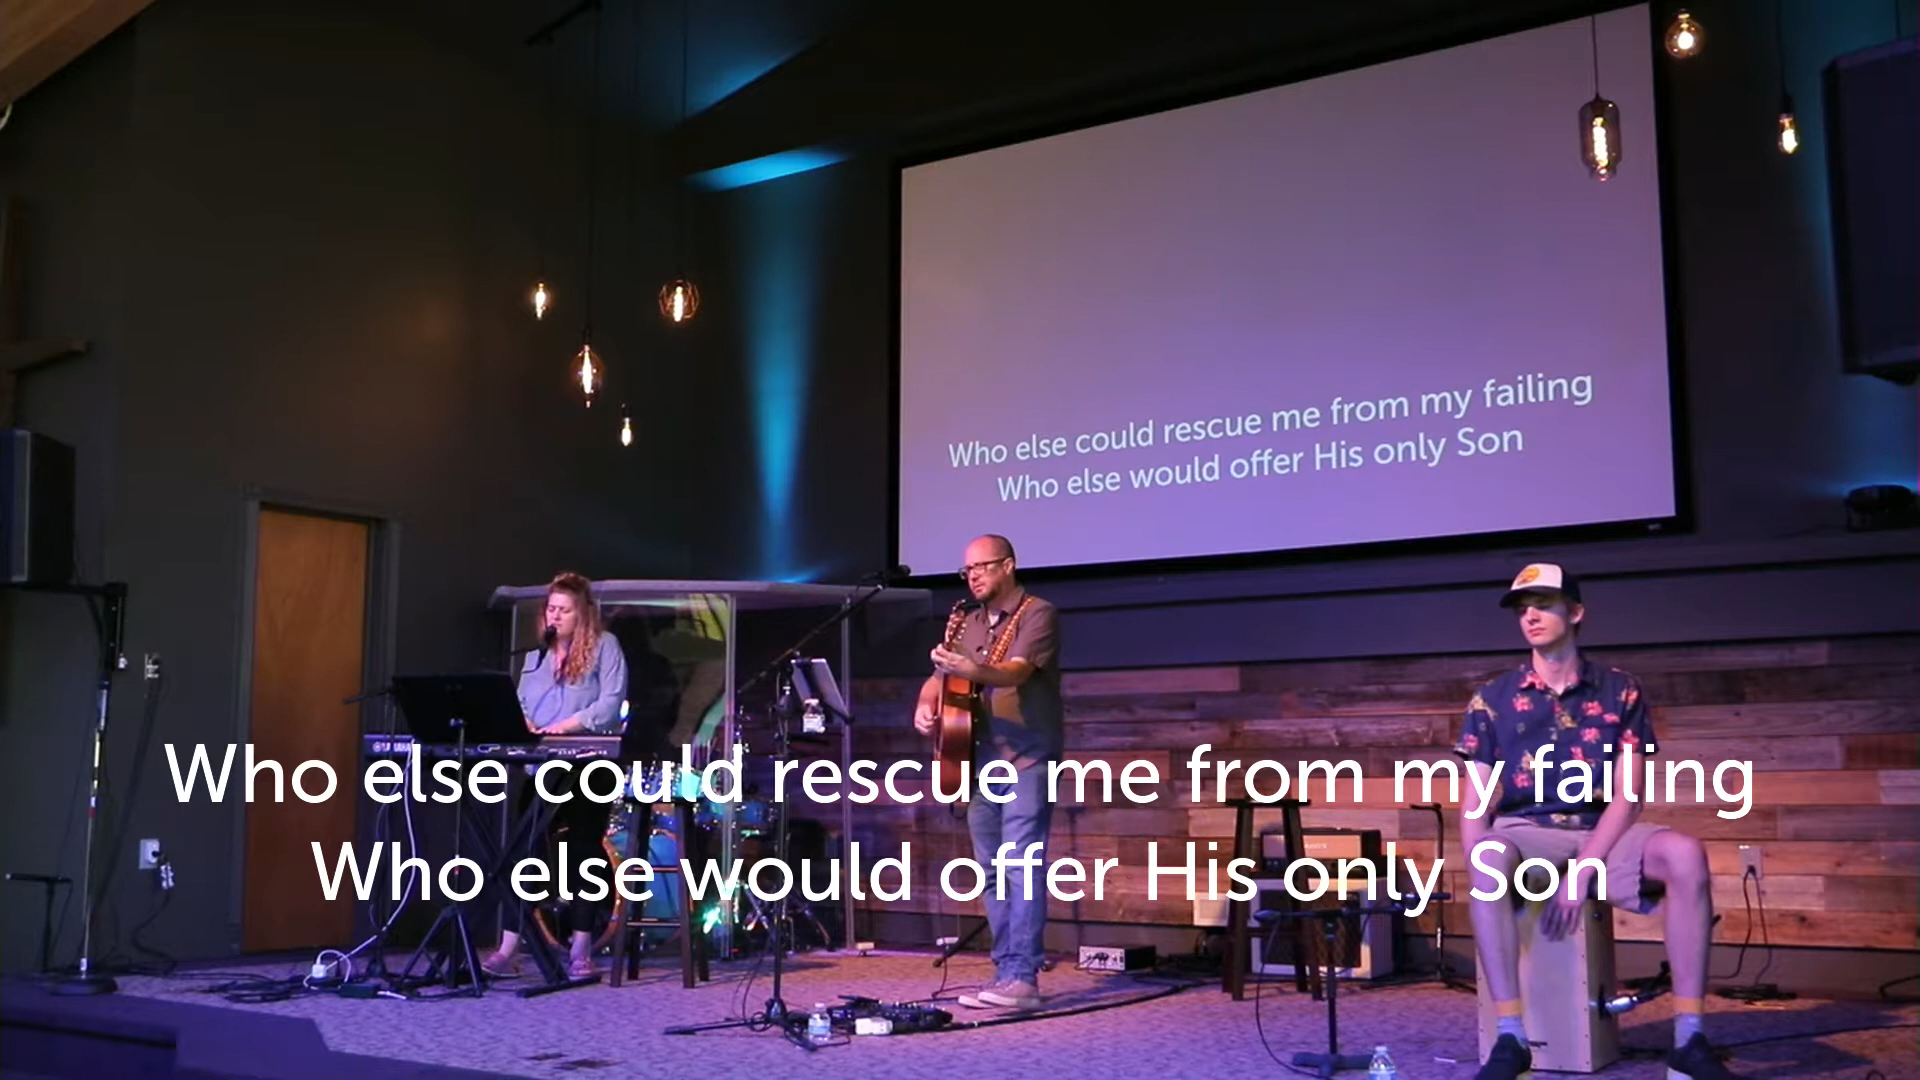 Who else could rescue me from my failing
Who else would offer His only Son
YAMAHA
Who else could rescue me from my failing
Who else would offer His only Son